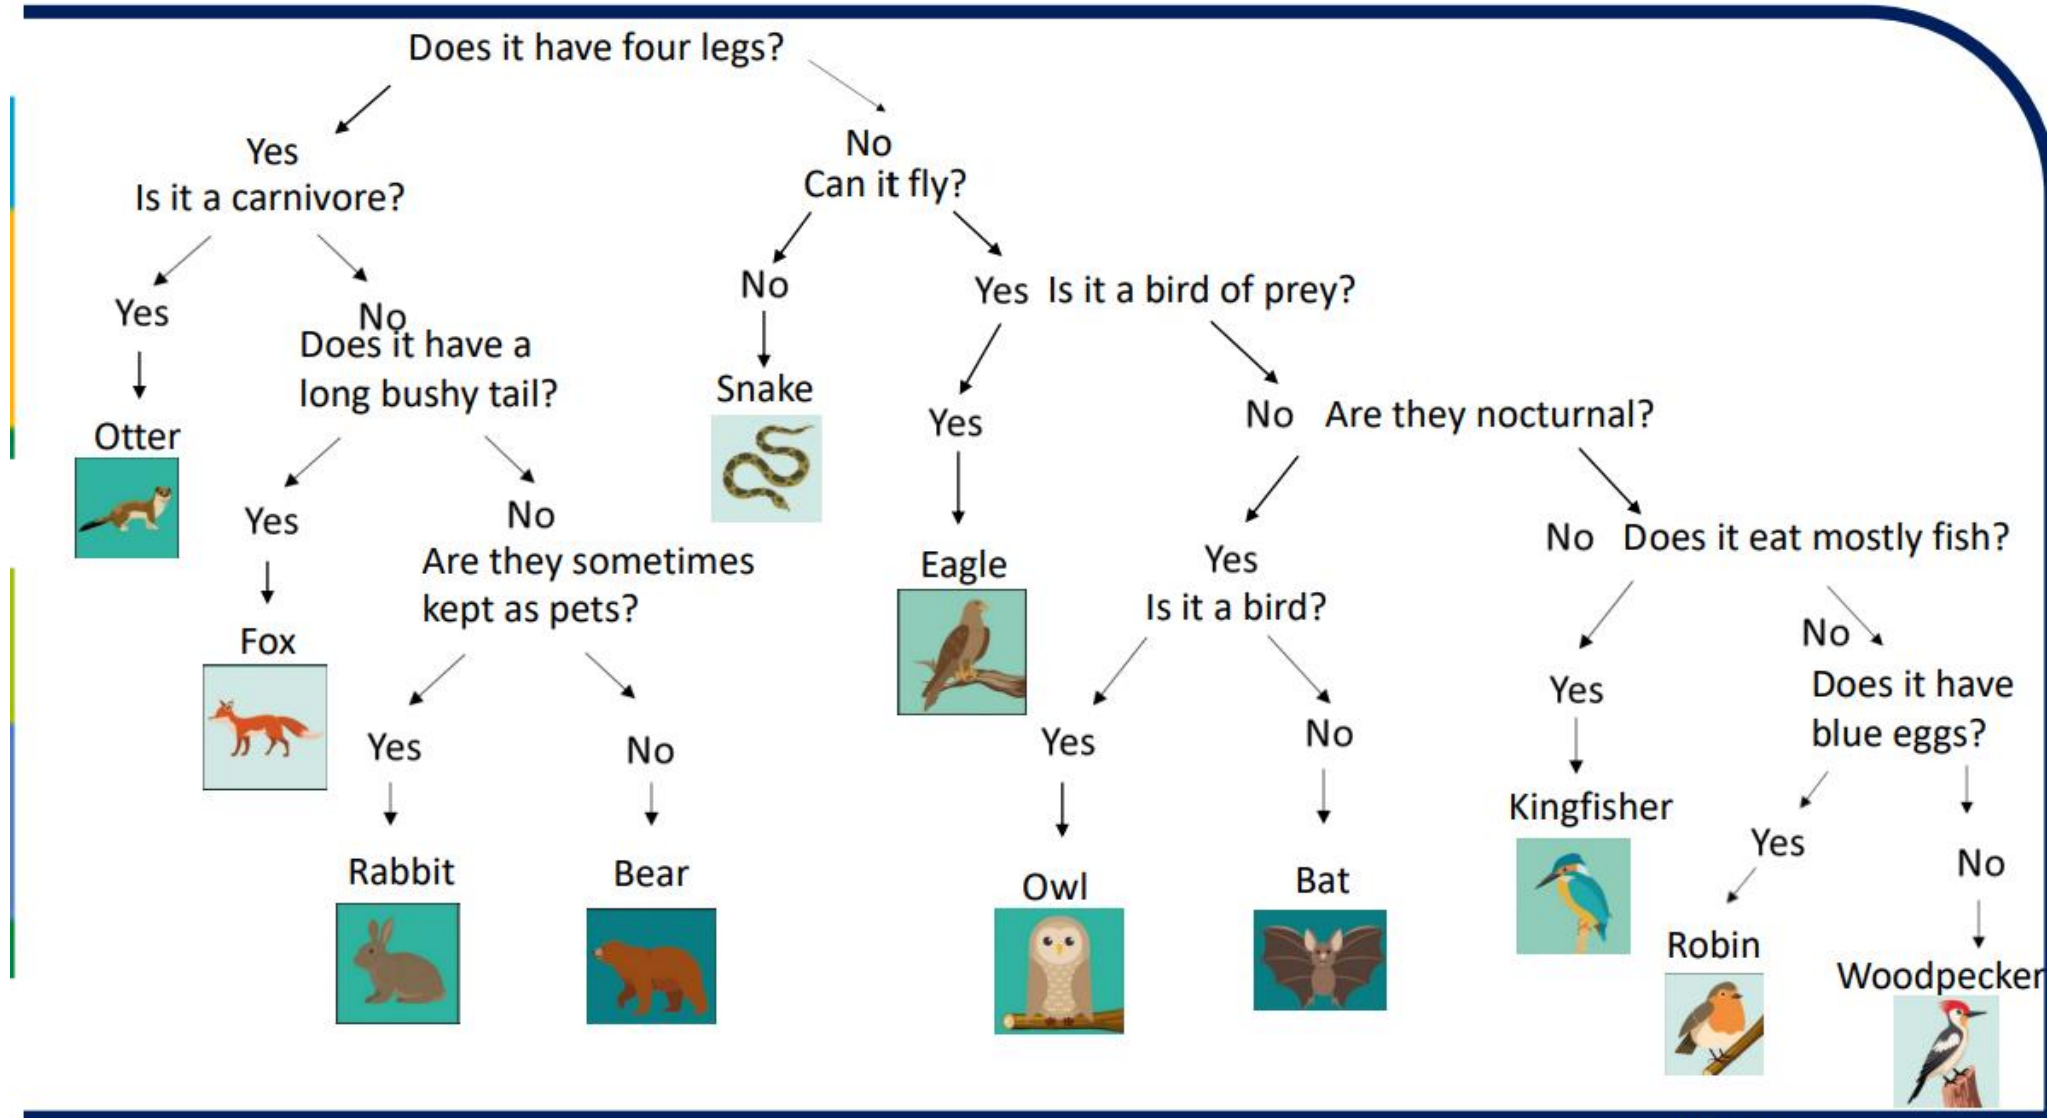 Does it have four legs?
Yes
Is it a carnivore?
No
Can it fly?
Yes
No
Does it have a
long bushy tail?
No
Yes Is it a bird of prey?
Otter
Yes
No
Are they sometimes
kept as pets?
Snake
Yes
No Are they nocturnal?
Fox
Yes
No
Eagle
Yes
Is it a bird?
No Does it eat mostly fish?
Rabbit
Bear
Yes
No
Yes
No
Does it have
blue eggs?
Owl
Bat
Kingfisher
Yes
No
Robin
Woodpecker